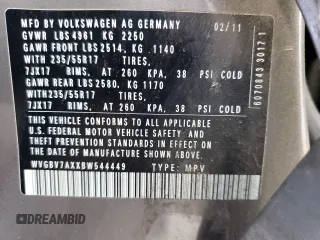 MFD BY VOLKSWAGEN AG GERMANY
02/11
GVWR LBS4961 KG 2250
GAWR FRONT LBS2514, KG 1140
WITH 235/55R17 TIRES,
7JX17 RIMS, AT 260 KPA, 38 PSI COLD
GAWR REAR LBS2580, KG 1170
WITH235/55R17 TIRES,
7JX17 RIMS, AT 260 KPA, 38 PSI COLD
THIS VEHICLE CONFORMS TO ALL APPLICABLE
U.S.FEDERAL MOTOR VEHICLE SAFETY AND
THEFT PREVENTION STANDARDS IN EFFECT ON
THE DATE OF MANUFACTURE SHOWN ABOVE.
WVGBV7AXXBW544449 TYPE: MPV
6070843 3017 1